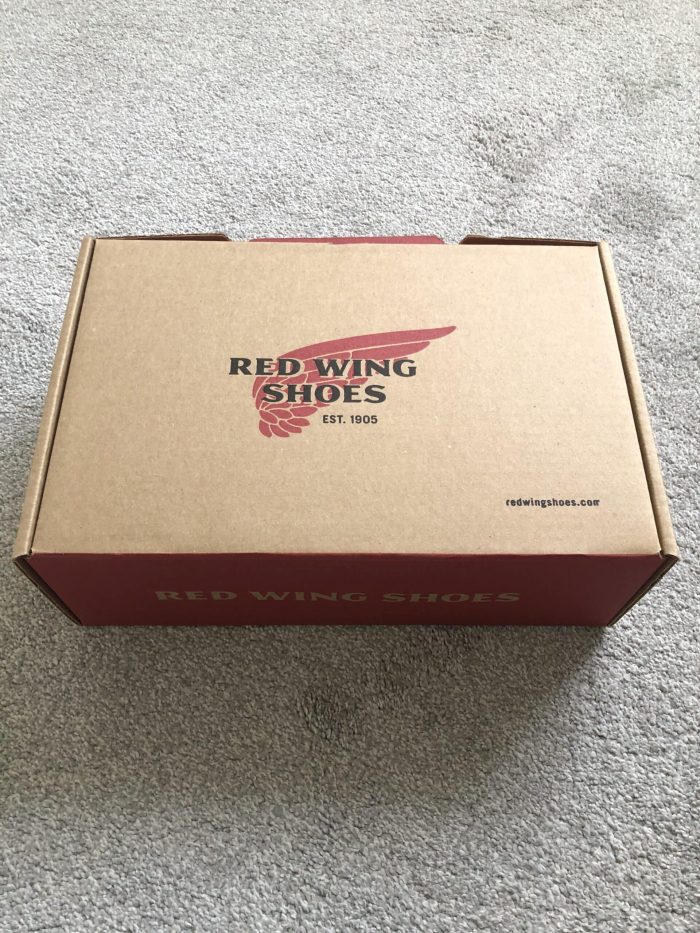 RED WING
SHOES
EST. 1905
redwingshoes.com
RED WING SHOES